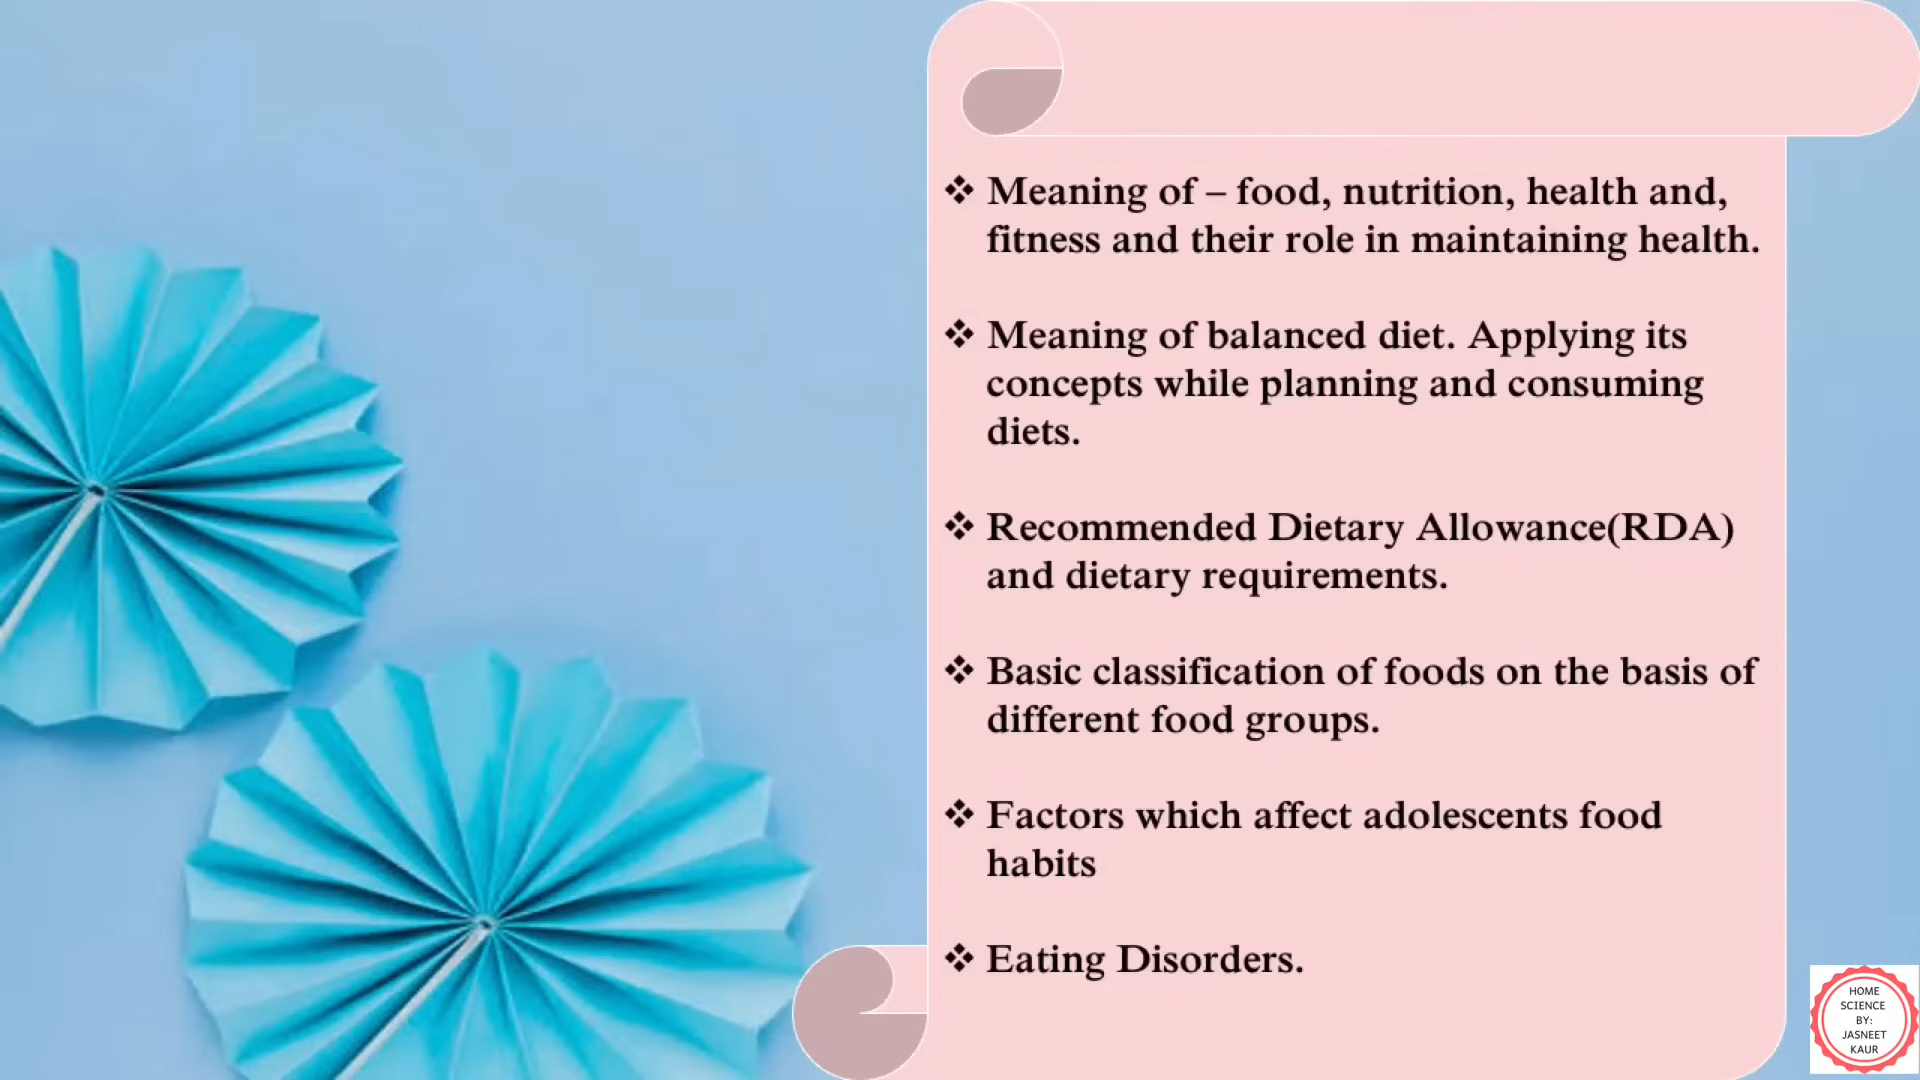 ❖ Meaning of – food, nutrition, health and,
fitness and their role in maintaining health.
❖ Meaning of balanced diet. Applying its
concepts while planning and consuming
diets.
❖ Recommended Dietary Allowance(RDA)
and dietary requirements.
❖ Basic classification of foods on the basis of
different food groups.
❖ Factors which affect adolescents food
habits
❖ Eating Disorders.
HOME
SCIENCE
BY:
JASNEET
KAUR